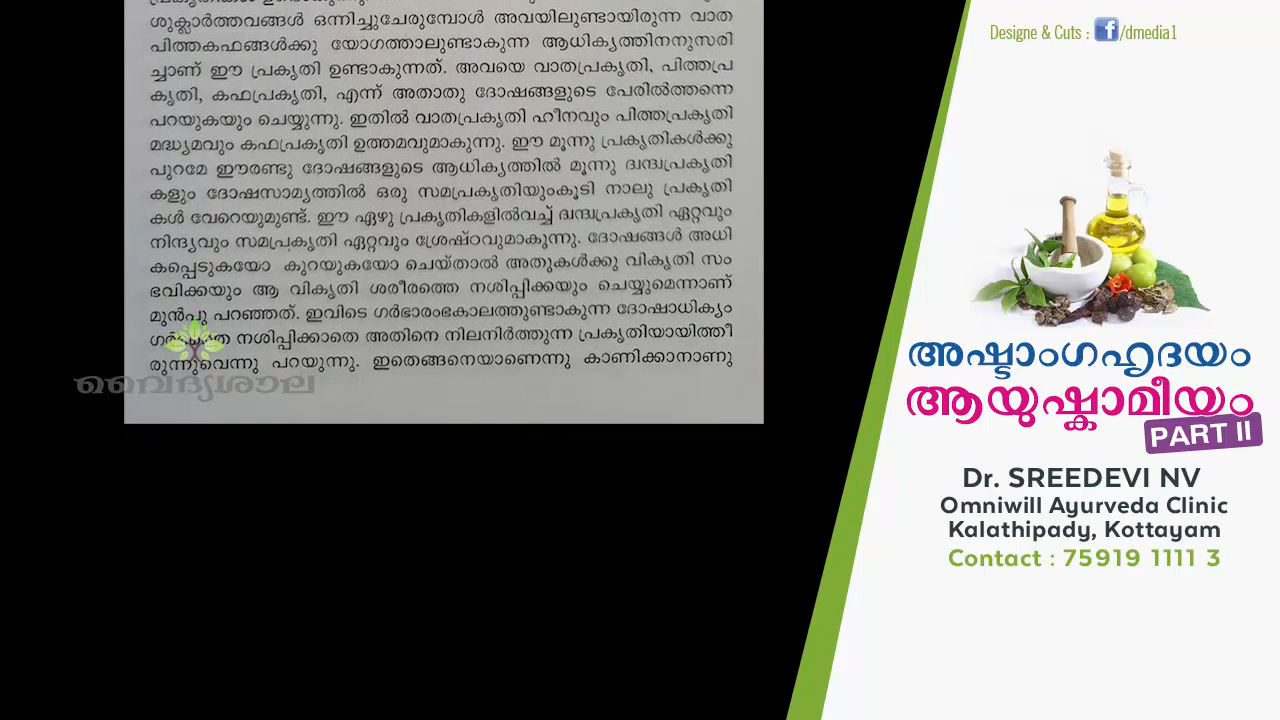 ശുക്ലാർത്തവങ്ങൾ ഒന്നിച്ചുചേരുമ്പോൾ അവയിലുണ്ടായിരുന്ന വാത
പിത്തകഫങ്ങൾക്കു യോഗത്താലുണ്ടാകുന്ന ആധിക്യത്തിനനുസരി
ച്ചാണ് ഈ പ്രകൃതി ഉണ്ടാകുന്നത്. അവയെ വാതപ്രകൃതി, പിത്തപ്ര
കൃതി, കഫപ്രകൃതി, എന്ന് അതാതു ദോഷങ്ങളുടെ പേരിൽത്തന്നെ
പറയുകയും ചെയ്യുന്നു. ഇതിൽ വാതപ്രകൃതി ഹീനവും പിത്തപ്രകൃതി
മദ്ധ്യമവും കഫപ്രകൃതി ഉത്തമവുമാകുന്നു. ഈ മൂന്നു പ്രകൃതികൾക്കു
പുറമേ ഈരണ്ടു ദോഷങ്ങളുടെ ആധിക്യത്തിൽ മൂന്നു ദ്വന്ദ്വപ്രകൃതി
കളും ദോഷസാമ്യത്തിൽ ഒരു സമപ്രകൃതിയുംകൂടി നാലു പ്രകൃതി
കൾ വേറെയുമുണ്ട്. ഈ ഏഴു പ്രകൃതികളിൽവച്ച് ദ്വന്ദ്വപ്രകൃതി ഏറ്റവും
നിന്ദ്യവും സമപ്രകൃതി ഏറ്റവും ശ്രേഷ്ഠവുമാകുന്നു. ദോഷങ്ങൾ അധി
കപ്പെടുകയോ കുറയുകയോ ചെയ്താൽ അതുകൾക്കു വികൃതി സം
ഭവിക്കയും ആ വികൃതി ശരീരത്തെ നശിപ്പിക്കയും ചെയ്യുമെന്നാണ്
മുൻപു പറഞ്ഞത്. ഇവിടെ ഗർഭാരംഭകാലത്തുണ്ടാകുന്ന ദോഷാധിക്യം
നശിപ്പിക്കാതെ അതിനെ നിലനിർത്തുന്ന പ്രകൃതിയായിത്തീ
രുന്നുവെന്നു പറയുന്നു. ഇതെങ്ങനെയാണെന്നു കാണിക്കാനാണു
വൈദ്യശാല
Designe & Cuts : f/dmedia1
അഷ്ടാംഗഹൃദയം
ആയുഷ്കാമീയം
PART II
Dr. SREEDEVI NV
Omniwill Ayurveda Clinic
Kalathipady, Kottayam
Contact : 75919 1111 3